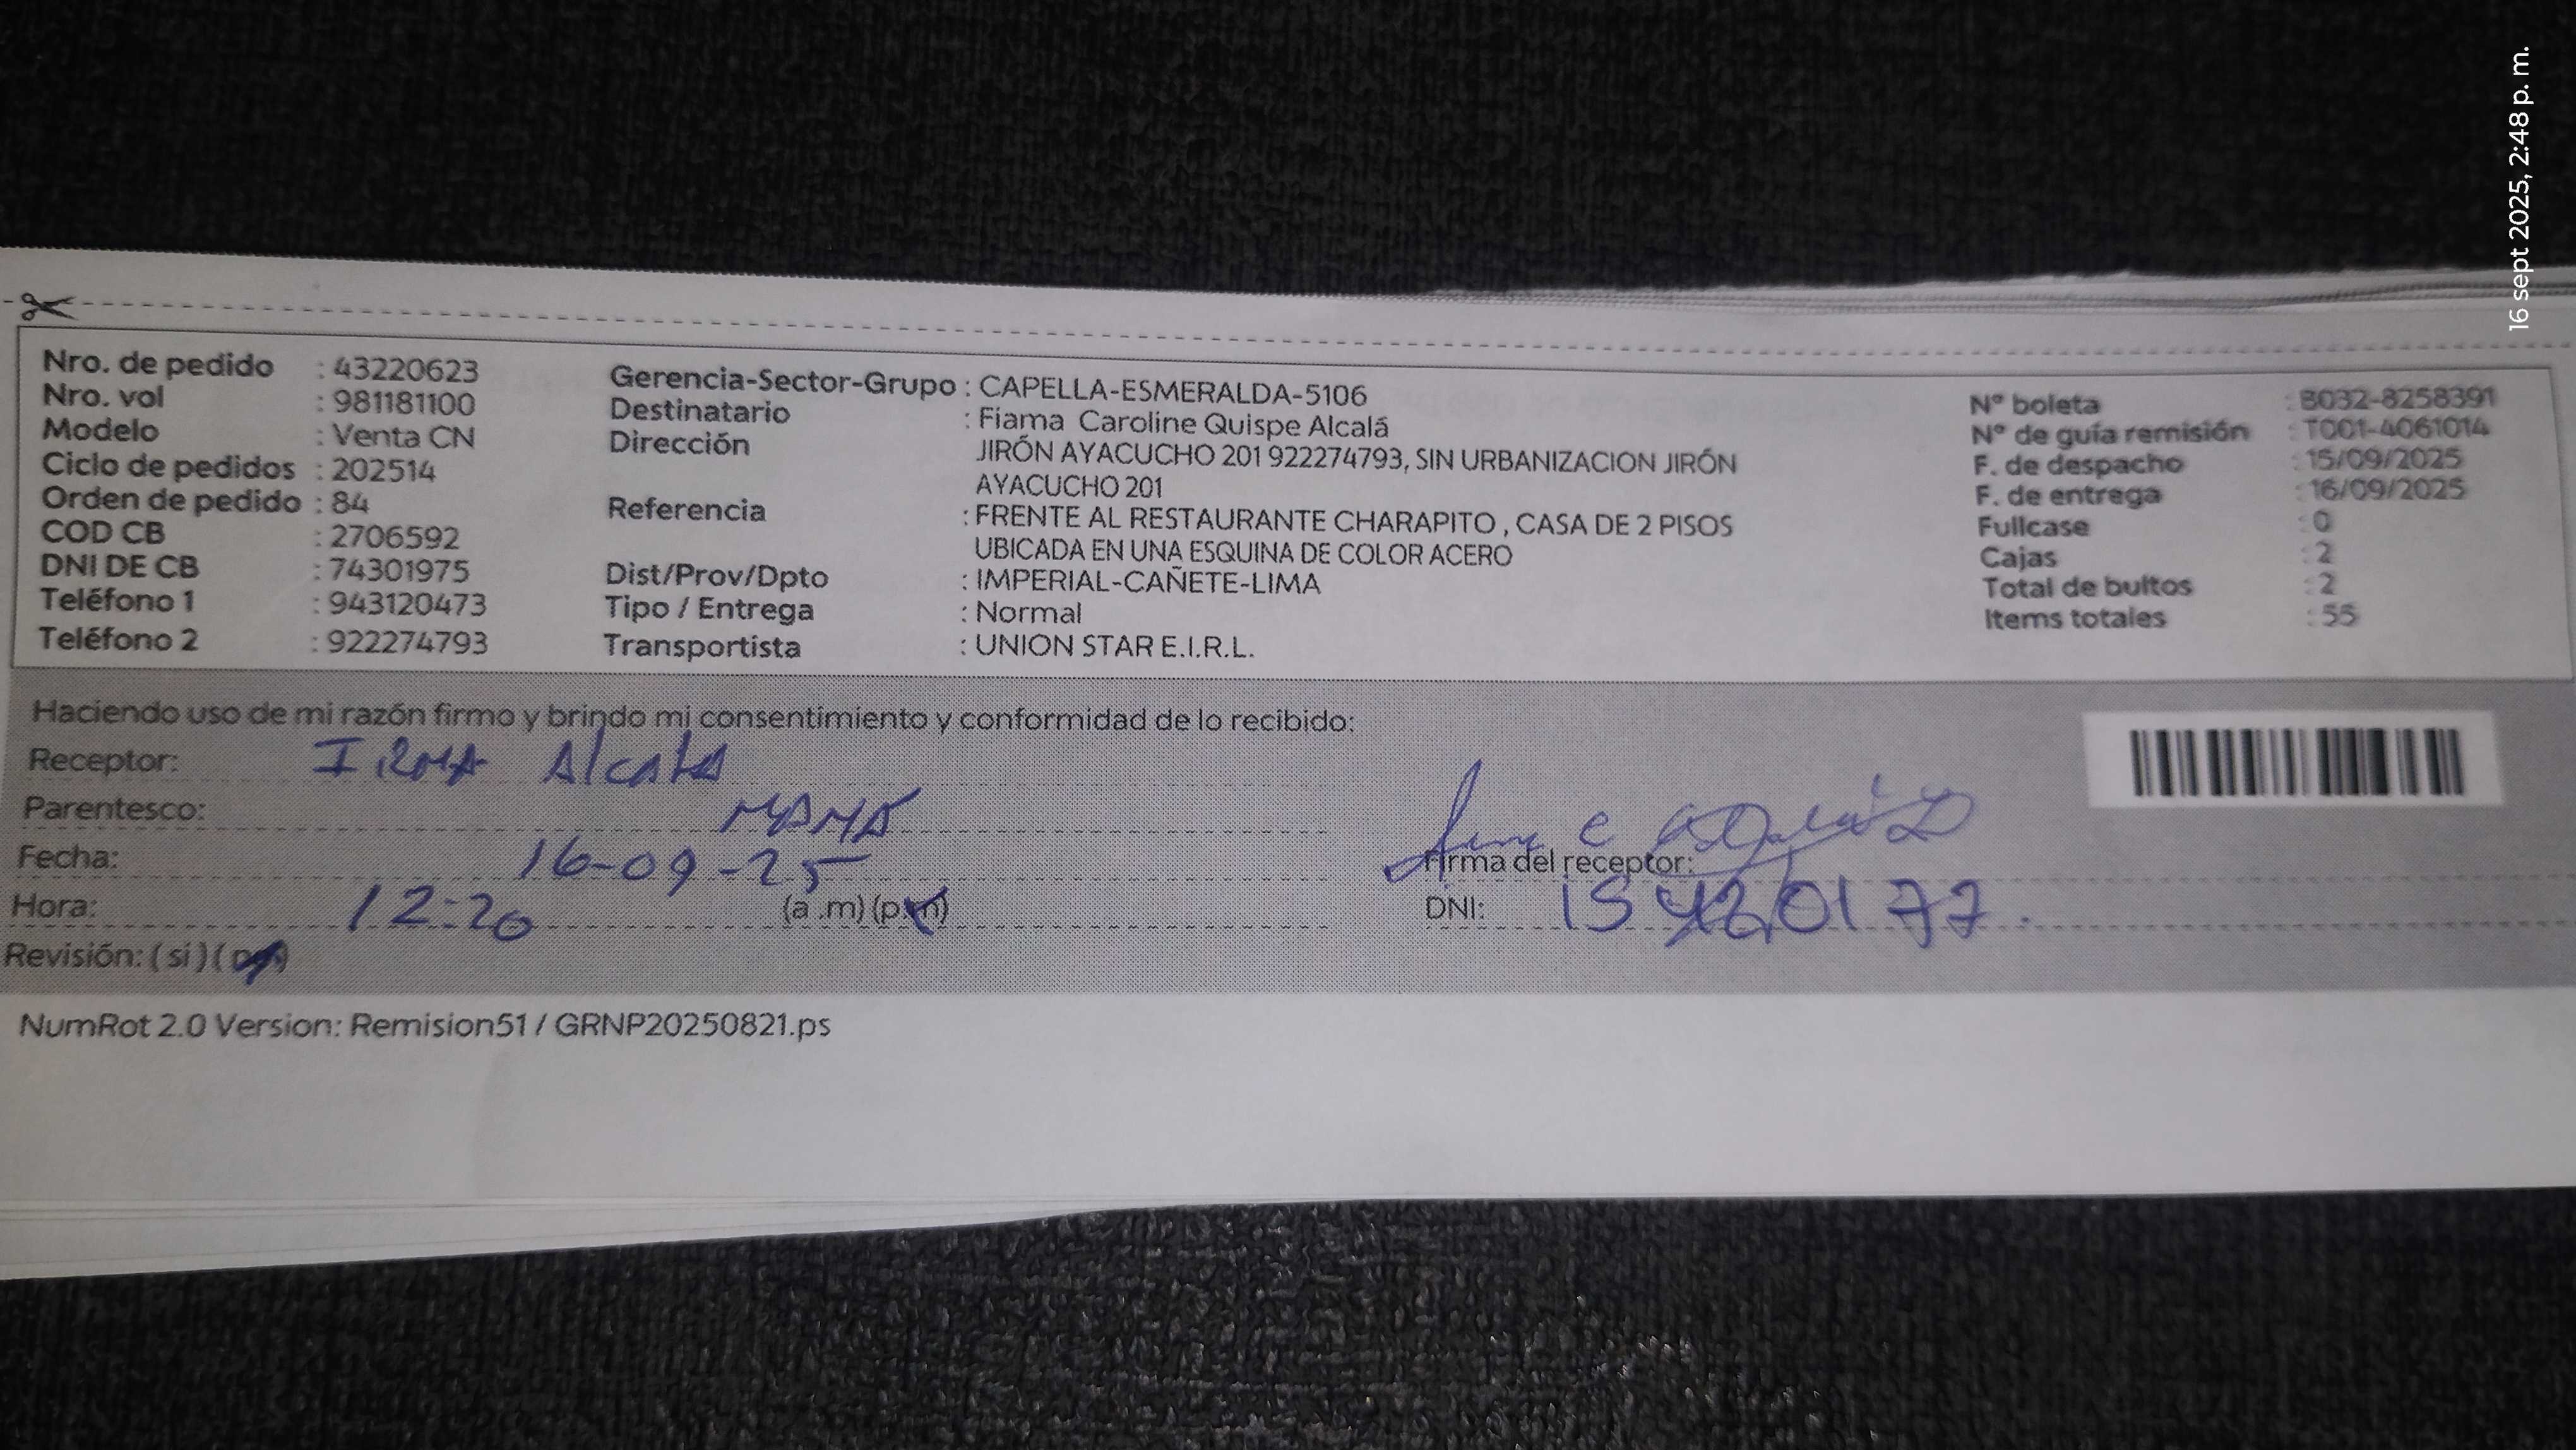 16 sept 2025, 2:48 p. m.
Nro. de pedido : 43220623
Nro. vol : 981181100
Modelo : Venta CN
Ciclo de pedidos : 202514
Orden de pedido : 84
COD CB : 2706592
DNI DE CB : 74301975
Teléfono 1 : 943120473
Teléfono 2 : 922274793
Gerencia-Sector-Grupo : CAPELLA-ESMERALDA-5106
Destinatario : Fiama Caroline Quispe Alcalá
Dirección JIRÓN AYACUCHO 201 922274793, SIN URBANIZACION JIRÓN
AYACUCHO 201
Referencia : FRENTE AL RESTAURANTE CHARAPITO , CASA DE 2 PISOS
UBICADA EN UNA ESQUINA DE COLOR ACERO
Dist/Prov/Dpto : IMPERIAL-CAÑETE-LIMA
Tipo / Entrega : Normal
Transportista : UNION STAR E.I.R.L.
Nº boleta : B032-8258391
Nº de guía remisión : T001-4061014
F. de despacho : 15/09/2025
F. de entrega : 16/09/2025
Fullcase : 0
Cajas : 2
Total de bultos : 2
Items totales : 55
Haciendo uso de mi razón firmo y brindo mi consentimiento y conformidad de lo recibido:
Receptor: IRMA Alcala
Parentesco: MAMA
Fecha: 16-09-25
Hora: 12:20 (a .m) (p.m)
Revisión: ( si ) ( no )
Firma del receptor:
DNI:
NumRot 2.0 Version: Remision51 / GRNP20250821.ps